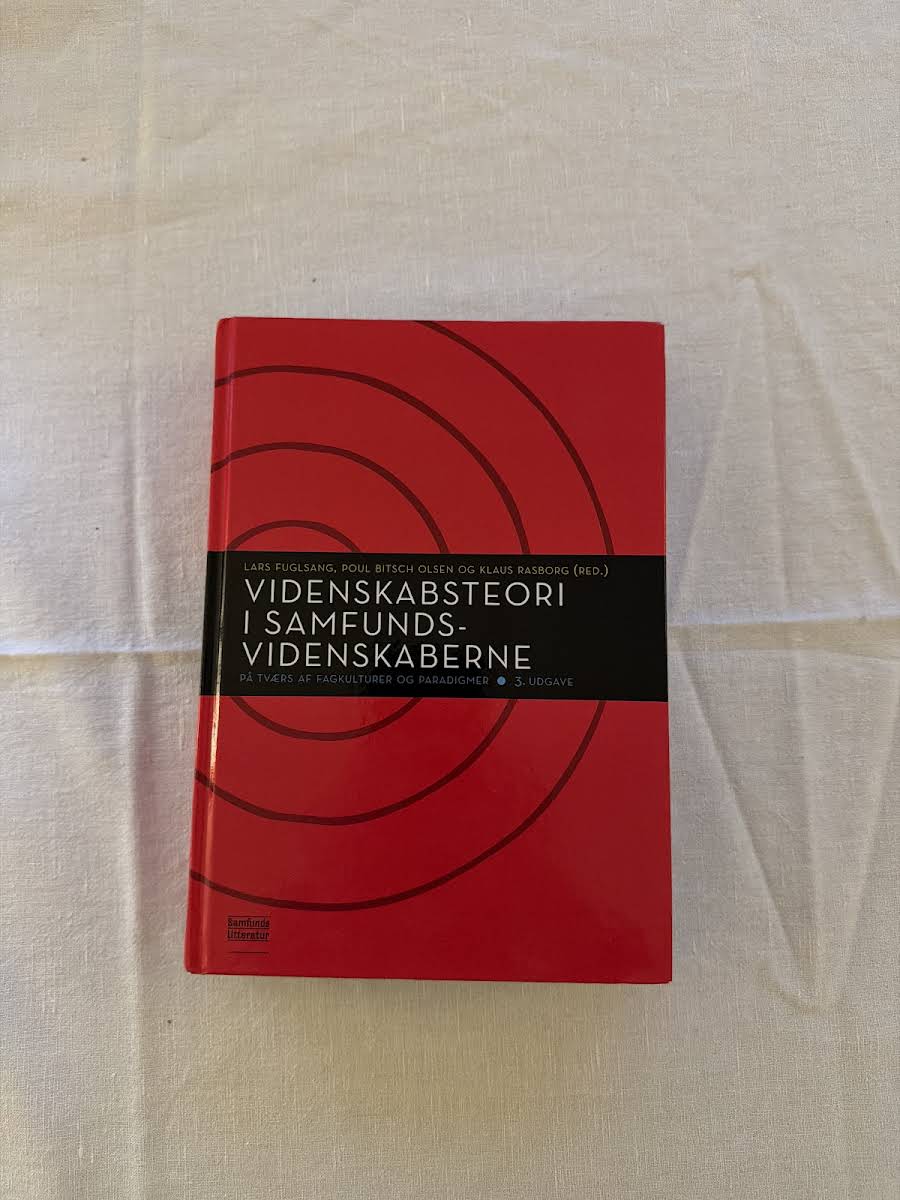 LARS FUGLSANG, POUL BITSCH OLSEN OG KLAUS RASBORG (RED.)
VIDENSKABSTEORI
I SAMFUNDS-
VIDENSKABERNE
PÅ TVÆRS AF FAGKULTURER OG PARADIGMER • 3. UDGAVE
Samfunds
litteratur